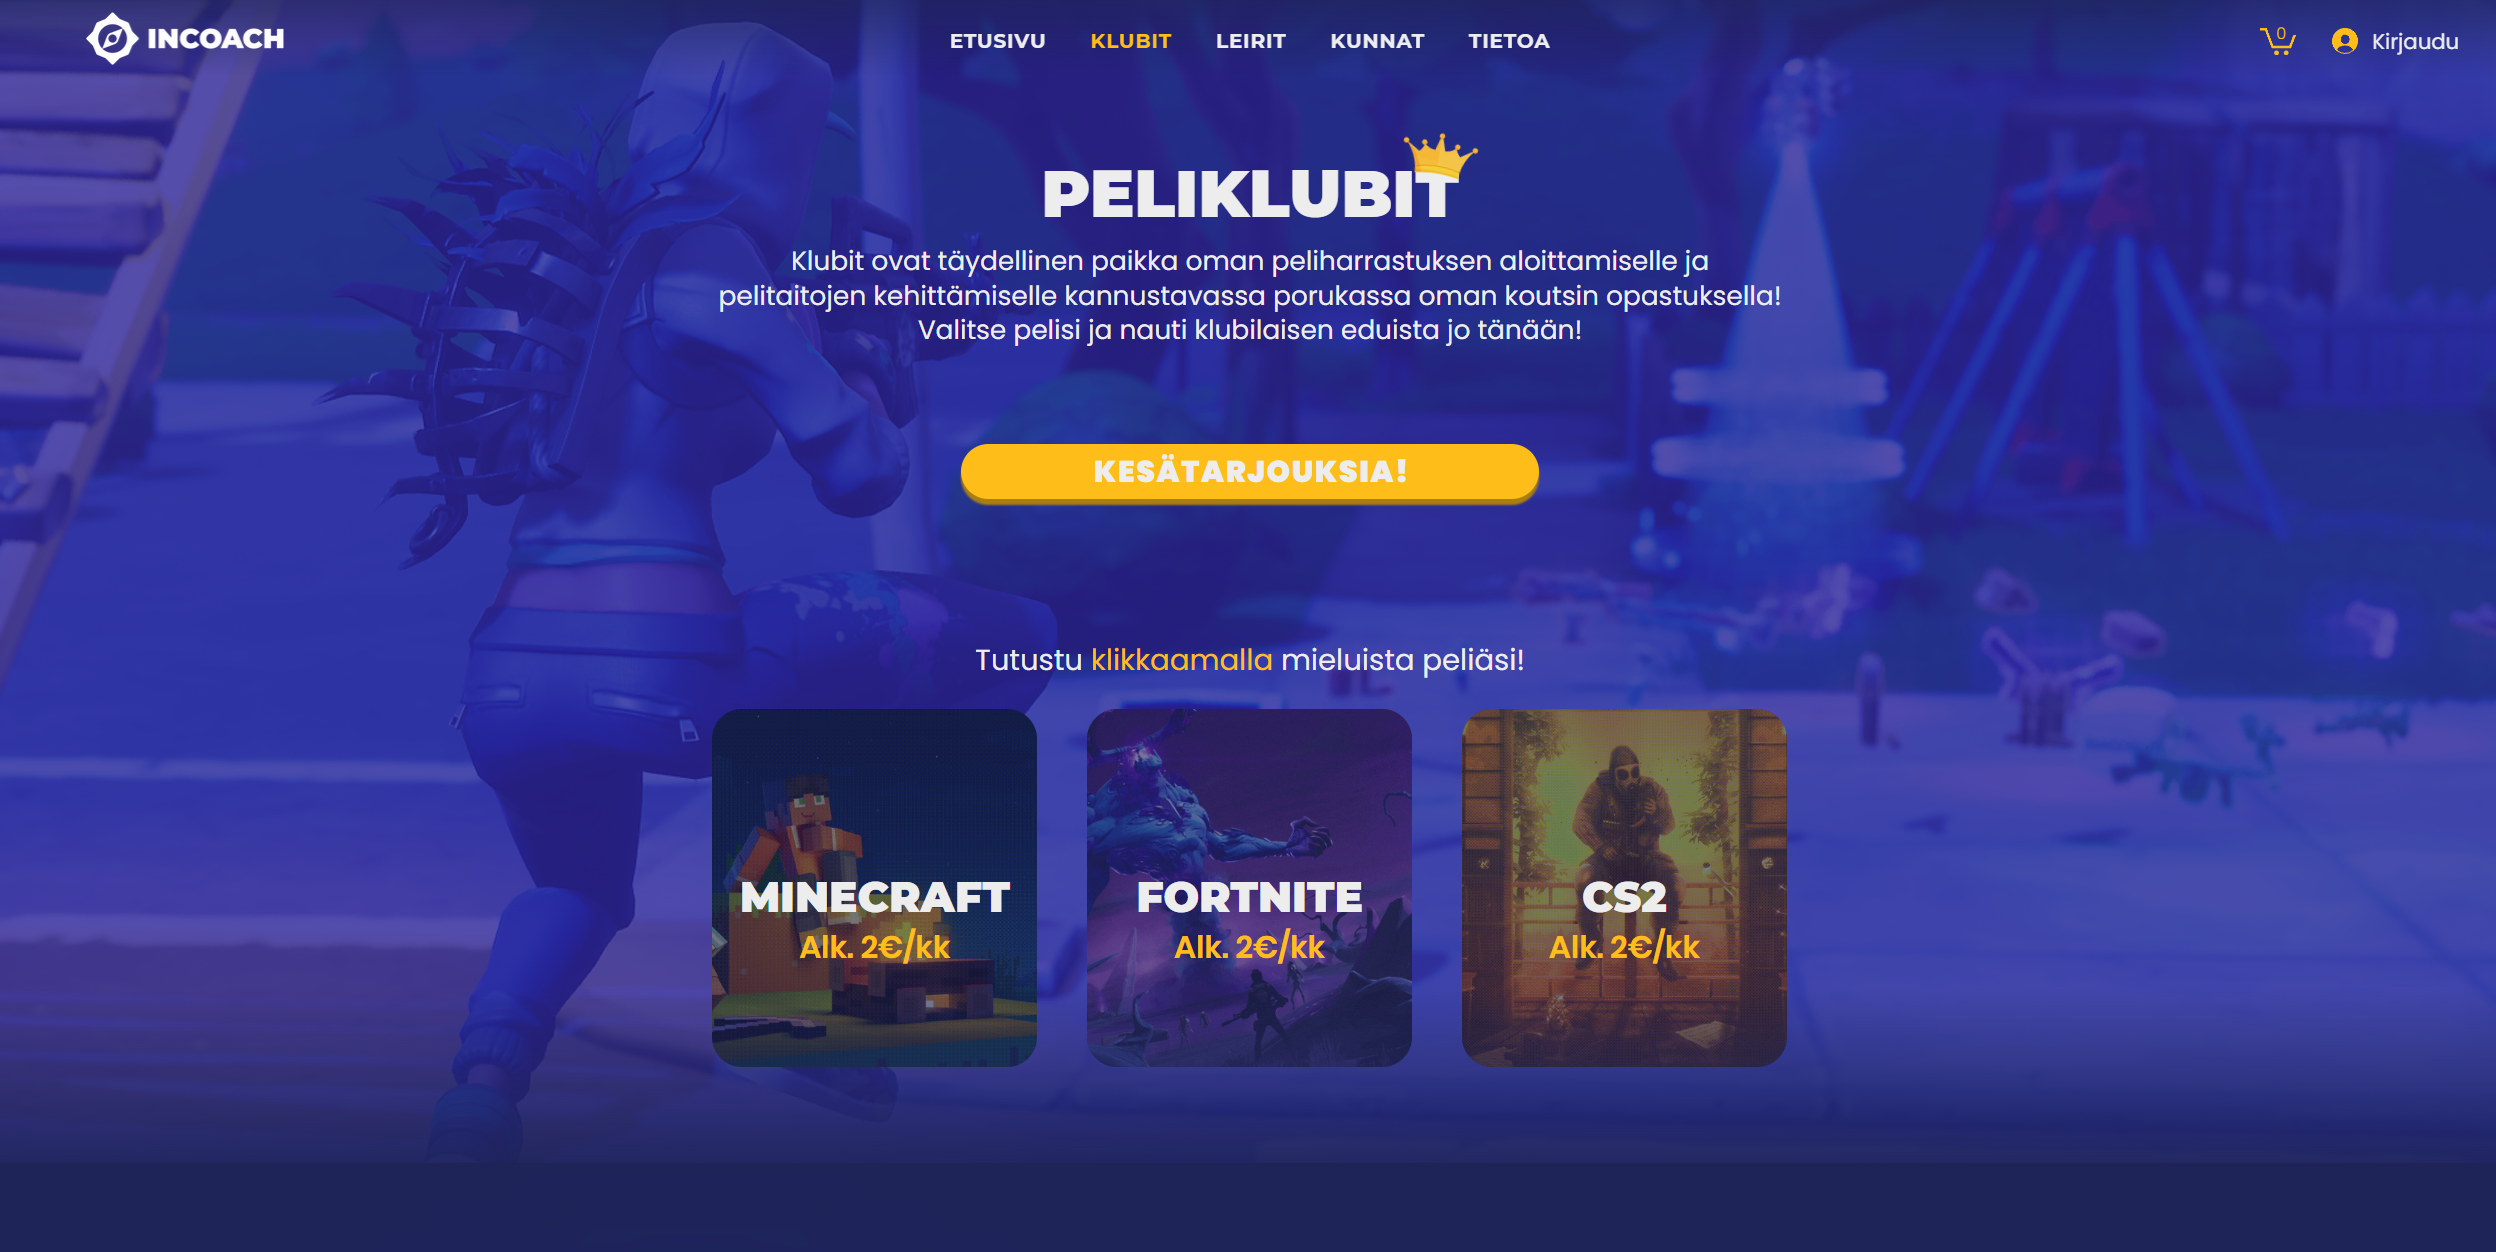 INCOACH
ETUSIVU KLUBIT LEIRIT KUNNAT TIETOA
0 Kirjaudu
PELIKLUBIT
Klubit ovat täydellinen paikka oman peliharrastuksen aloittamiselle ja
pelitaitojen kehittämiselle kannustavassa porukassa oman koutsin opastuksella!
Valitse pelisi ja nauti klubilaisen eduista jo tänään!
KESÄTARJOUKSIA!
Tutustu klikkaamalla mieluista peliäsi!
MINECRAFT
Alk. 2€/kk
FORTNITE
Alk. 2€/kk
CS2
Alk. 2€/kk